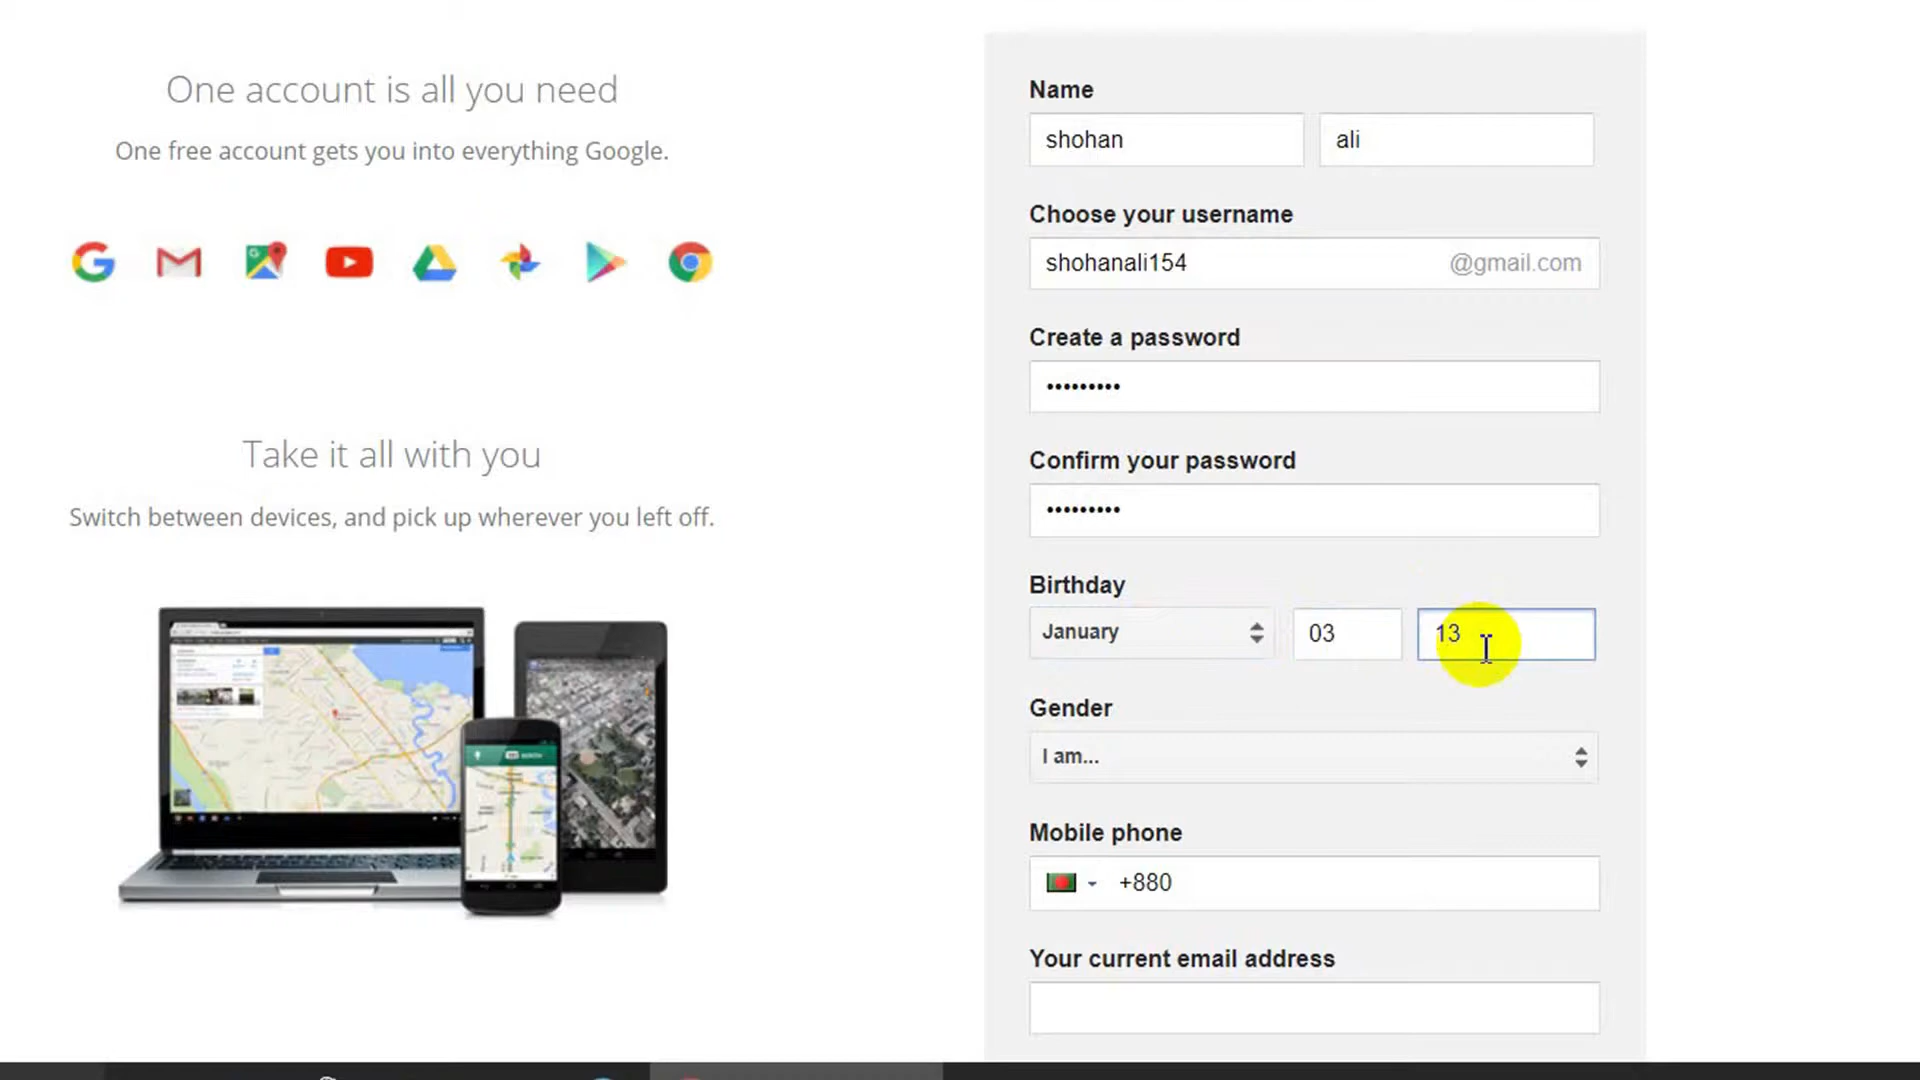 One account is all you need
One free account gets you into everything Google.
Take it all with you
Switch between devices, and pick up wherever you left off.
Name
shohan
ali
Choose your username
shohanali154
@gmail.com
Create a password
•••••••••
Confirm your password
•••••••••
Birthday
January
03
13
Gender
I am...
Mobile phone
+880
Your current email address